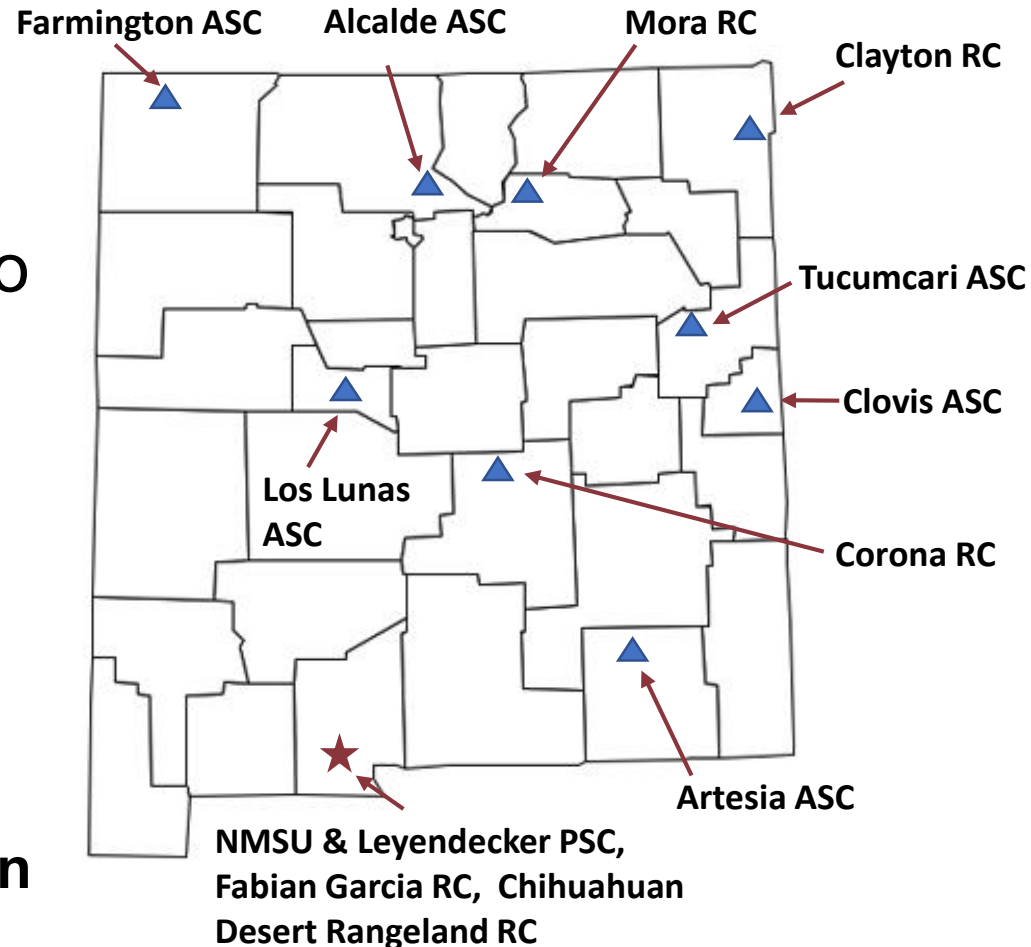 Farmington ASC
Alcalde ASC
Mora RC
Clayton RC
o
Tucumcari ASC
Clovis ASC
Los Lunas
ASC
Corona RC
Artesia ASC
NMSU & Leyendecker PSC,
n
Fabian Garcia RC, Chihuahuan
Desert Rangeland RC